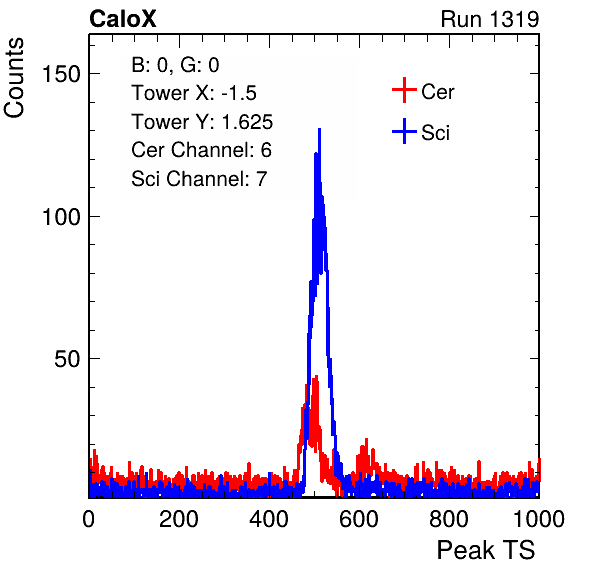 CaloX Run 1319
Counts
150
100
50
B: 0, G: 0
Tower X: -1.5
Tower Y: 1.625
Cer Channel: 6
Sci Channel: 7
Cer
Sci
0 200 400 600 800 1000
Peak TS